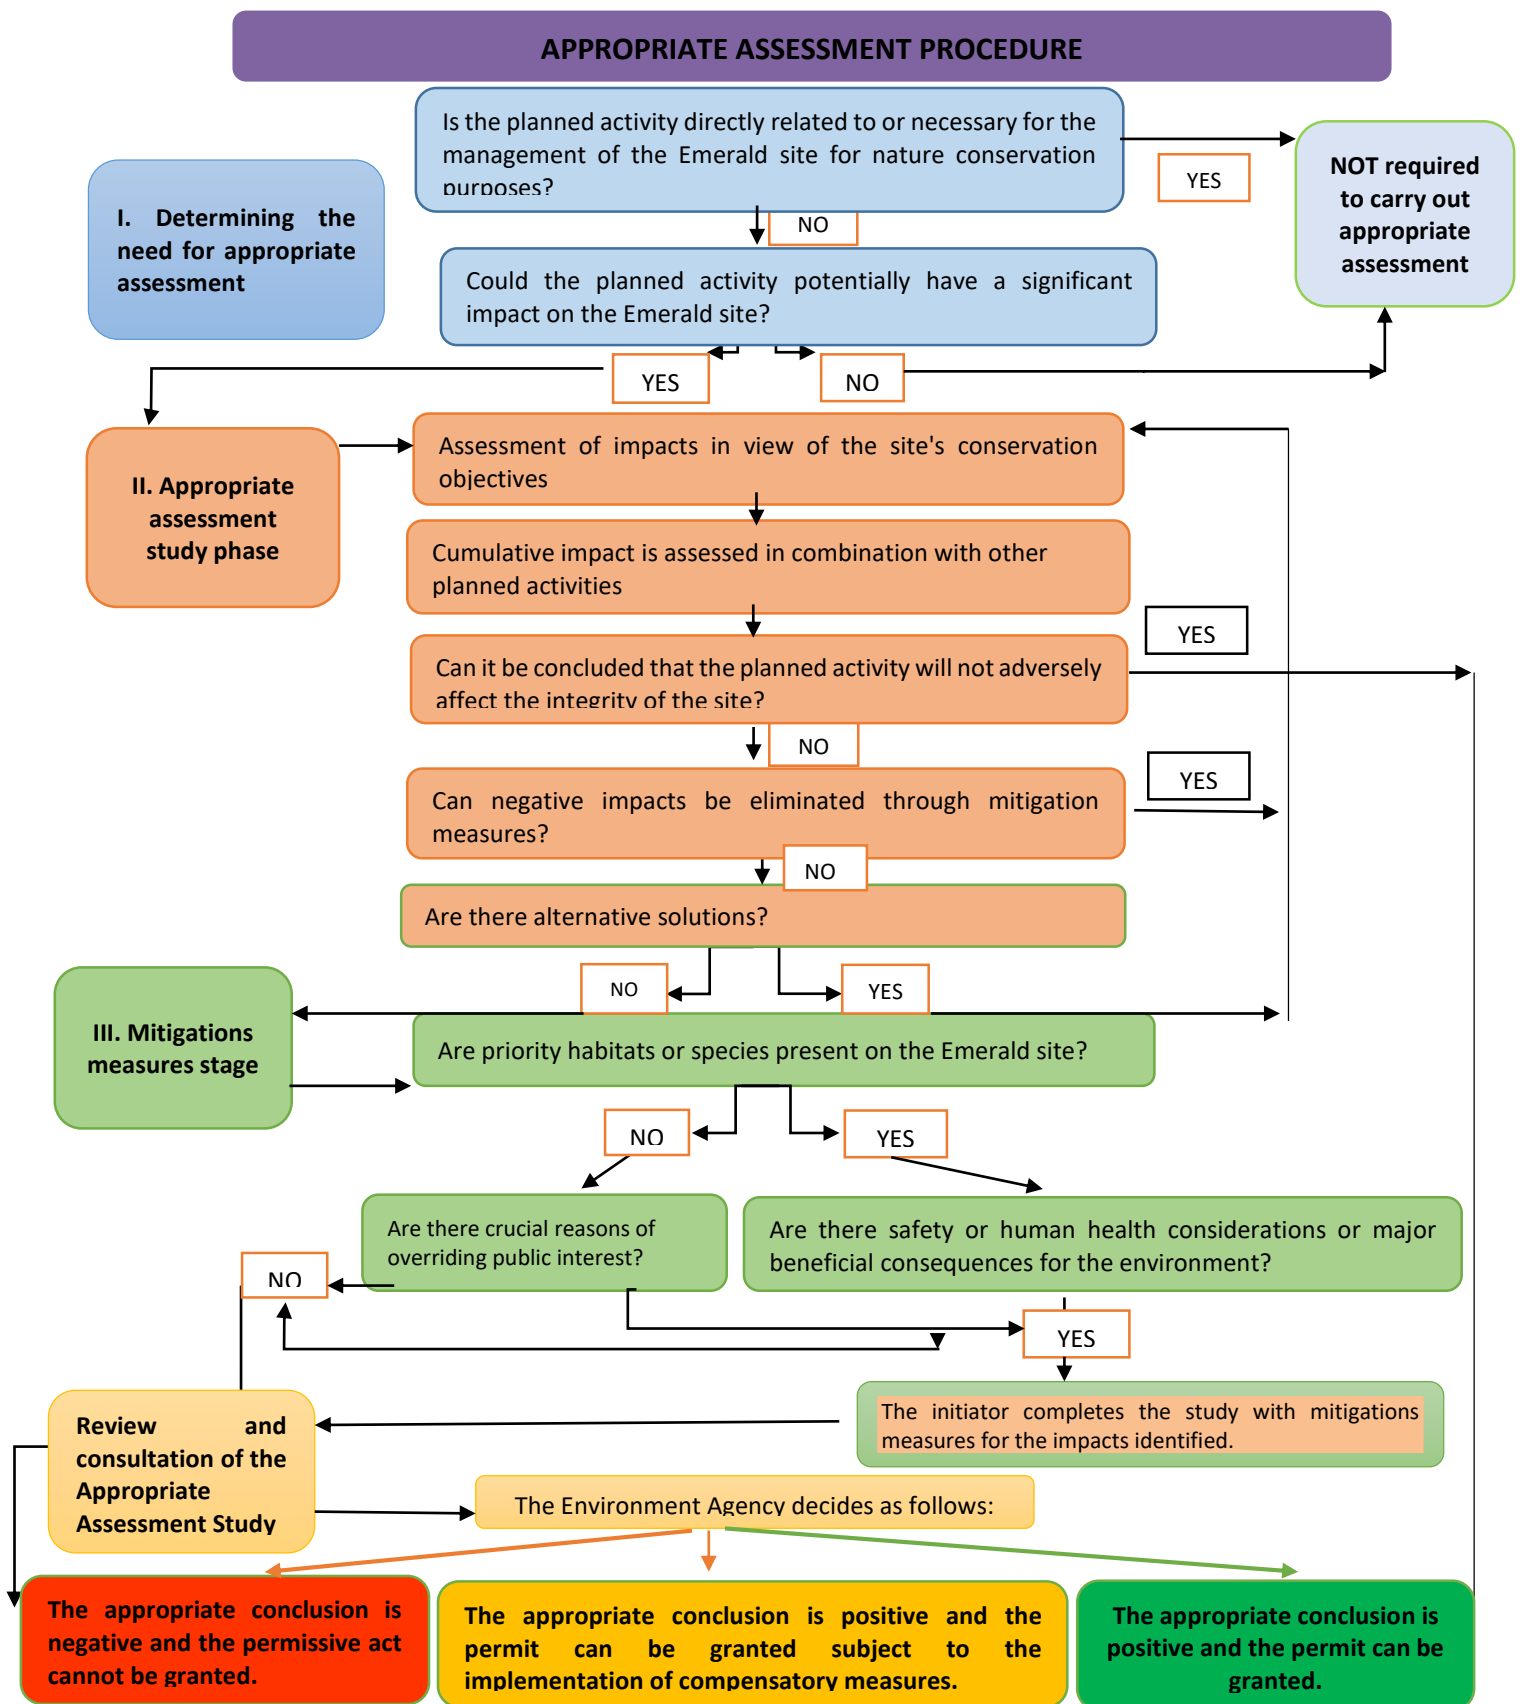 APPROPRIATE ASSESSMENT PROCEDURE
Is the planned activity directly related to or necessary for the
management of the Emerald site for nature conservation
purposes?
YES
NOT required
to carry out
appropriate
assessment
I. Determining the
need for appropriate
assessment
NO
Could the planned activity potentially have a significant
impact on the Emerald site?
YES
NO
II. Appropriate
assessment
study phase
Assessment of impacts in view of the site's conservation
objectives
Cumulative impact is assessed in combination with other
planned activities
YES
Can it be concluded that the planned activity will not adversely
affect the integrity of the site?
NO
YES
Can negative impacts be eliminated through mitigation
measures?
NO
Are there alternative solutions?
NO
YES
III. Mitigations
measures stage
Are priority habitats or species present on the Emerald site?
NO
YES
Are there crucial reasons of
overriding public interest?
Are there safety or human health considerations or major
beneficial consequences for the environment?
NO
YES
The initiator completes the study with mitigations
measures for the impacts identified.
Review and
consultation of the
Appropriate
Assessment Study
The Environment Agency decides as follows:
The appropriate conclusion is
negative and the permissive act
cannot be granted.
The appropriate conclusion is positive and the
permit can be granted subject to the
implementation of compensatory measures.
The appropriate conclusion is
positive and the permit can be
granted.